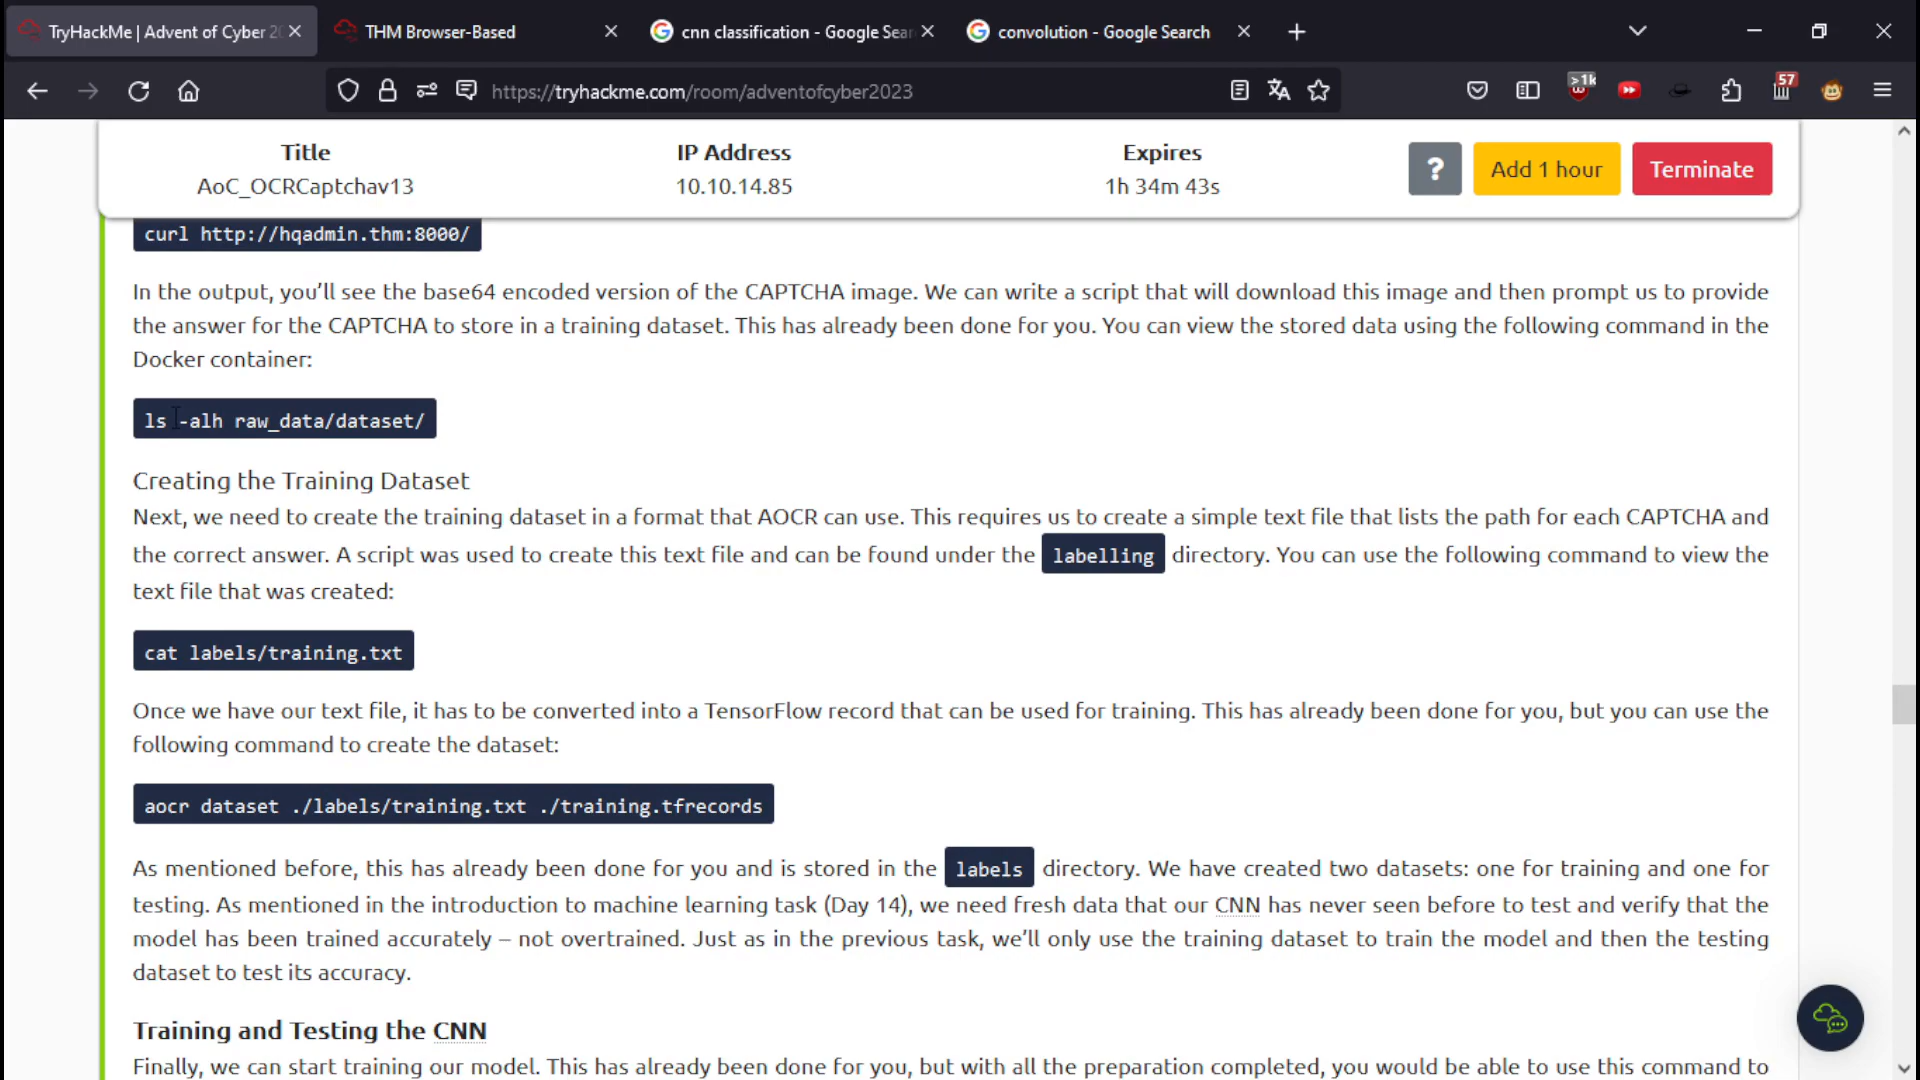 TryHackMe | Advent of Cyber 20
THM Browser-Based
cnn classification - Google Sear
convolution - Google Search
https://tryhackme.com/room/adventofcyber2023
>1k
57
Title
IP Address
Expires
AoC_OCRCaptchav13
10.10.14.85
1h 34m 43s
?
Add 1 hour
Terminate
curl http://hqadmin.thm:8000/
In the output, you'll see the base64 encoded version of the CAPTCHA image. We can write a script that will download this image and then prompt us to provide
the answer for the CAPTCHA to store in a training dataset. This has already been done for you. You can view the stored data using the following command in the
Docker container:
ls -alh raw_data/dataset/
Creating the Training Dataset
Next, we need to create the training dataset in a format that AOCR can use. This requires us to create a simple text file that lists the path for each CAPTCHA and
the correct answer. A script was used to create this text file and can be found under the labelling directory. You can use the following command to view the
text file that was created:
cat labels/training.txt
Once we have our text file, it has to be converted into a TensorFlow record that can be used for training. This has already been done for you, but you can use the
following command to create the dataset:
aocr dataset ./labels/training.txt ./training.tfrecords
As mentioned before, this has already been done for you and is stored in the labels directory. We have created two datasets: one for training and one for
testing. As mentioned in the introduction to machine learning task (Day 14), we need fresh data that our CNN has never seen before to test and verify that the
model has been trained accurately – not overtrained. Just as in the previous task, we'll only use the training dataset to train the model and then the testing
dataset to test its accuracy.
Training and Testing the CNN
Finally, we can start training our model. This has already been done for you, but with all the preparation completed, you would be able to use this command to